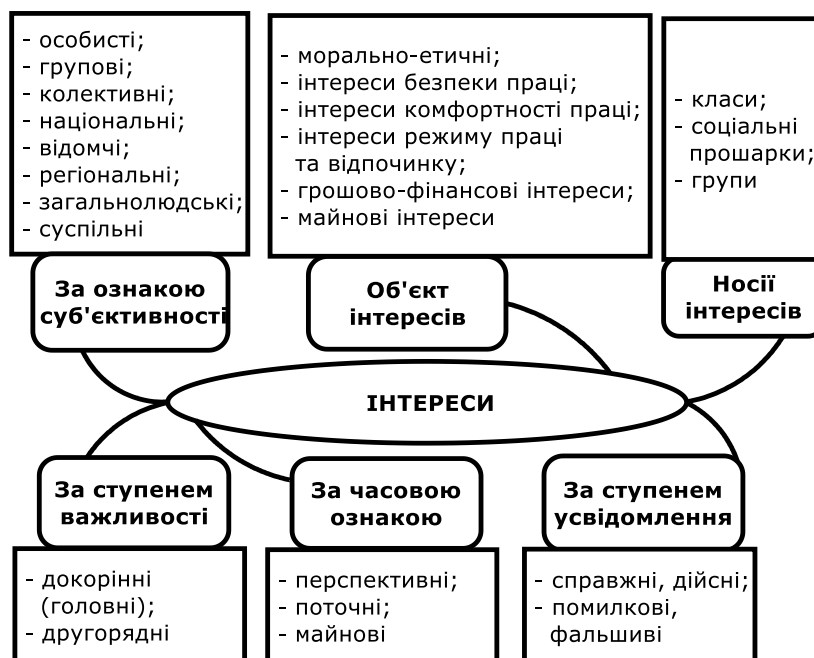 - особисті;
- групові;
- колективні;
- національні;
- відомчі;
- регіональні;
- загальнолюдські;
- суспільні
За ознакою
суб'єктивності
- морально-етичні;
- інтереси безпеки праці;
- інтереси комфортності праці;
- інтереси режиму праці
та відпочинку;
- грошово-фінансові інтереси;
- майнові інтереси
Об'єкт
інтересів
- класи;
- соціальні
прошарки;
- групи
Носії
інтересів
ІНТЕРЕСИ
За ступенем
важливості
- докорінні
(головні);
- другорядні
За часовою
ознакою
- перспективні;
- поточні;
- майнові
За ступенем
усвідомлення
- справжні, дійсні;
- помилкові,
фальшиві